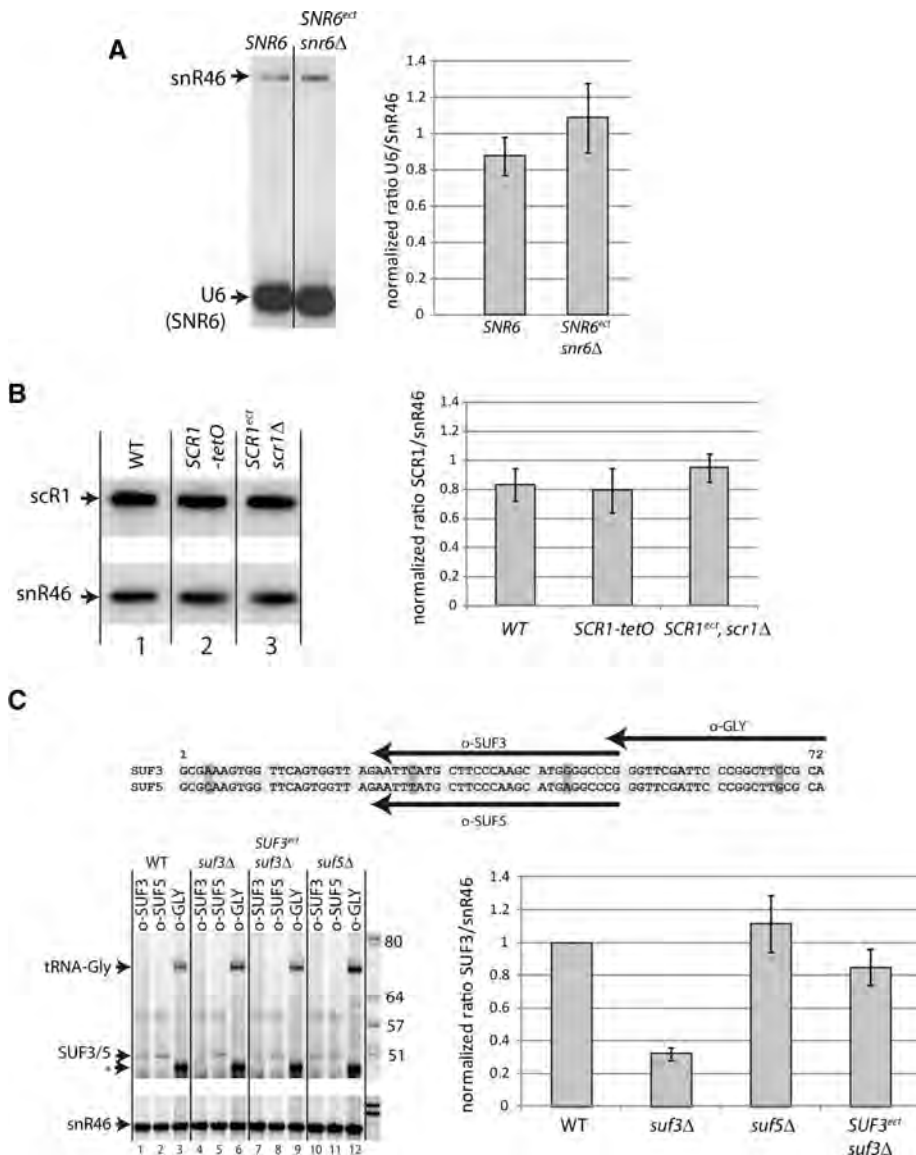 A
SNR6
SNR6ect
snr6Δ
snR46
U6
(SNR6)
normalized ratio U6/SnR46
1.4
1.2
1
0.8
0.6
0.4
0.2
0
SNR6
SNR6ect
snr6Δ
B
WT
SCR1
-tetO
SCR1ect
scr1Δ
scR1
snR46
1 2 3
normalized ratio SCR1/snR46
1.4
1.2
1
0.8
0.6
0.4
0.2
0
WT SCR1-tetO SCR1ect, scr1Δ
C
o-GLY
o-SUF3
1 72
SUF3 GCGAAAGTGG TTCAGTGGTT AGAATTCATG CTTCCCAAGC ATGGGGCCCG GGTTCGATTC CCGGCTTGCG CA
SUF5 GCGCAAGTGG TTCAGTGGTT AGAATTTATG CTTCCCAAGC ATGAGGCCCG GGTTCGATTC CCGGCTTGCG CA
o-SUF5
WT suf3Δ SUF3ect suf3Δ suf5Δ
o-SUF3 o-SUF5 o-GLY o-SUF3 o-SUF5 o-GLY o-SUF3 o-SUF5 o-GLY o-SUF3 o-SUF5 o-GLY
80
tRNA-Gly
64
57
SUF3/5
51
*
snR46
1 2 3 4 5 6 7 8 9 10 11 12
normalized ratio SUF3/snR46
1.4
1.2
1
0.8
0.6
0.4
0.2
0
WT suf3Δ suf5Δ SUF3ect
suf3Δ